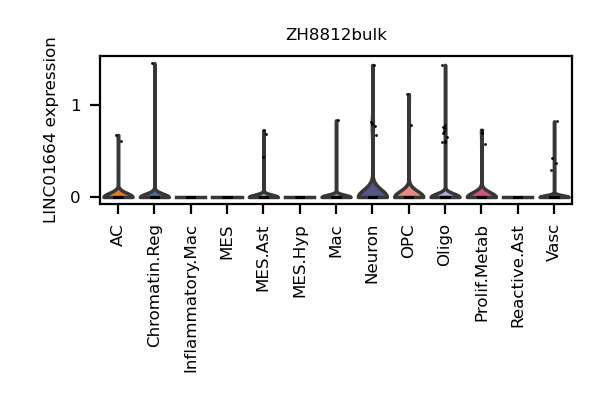 ZH8812bulk
LINC01664 expression
1
0
AC
Chromatin.Reg
Inflammatory.Mac
MES
MES.Ast
MES.Hyp
Mac
Neuron
OPC
Oligo
Prolif.Metab
Reactive.Ast
Vasc